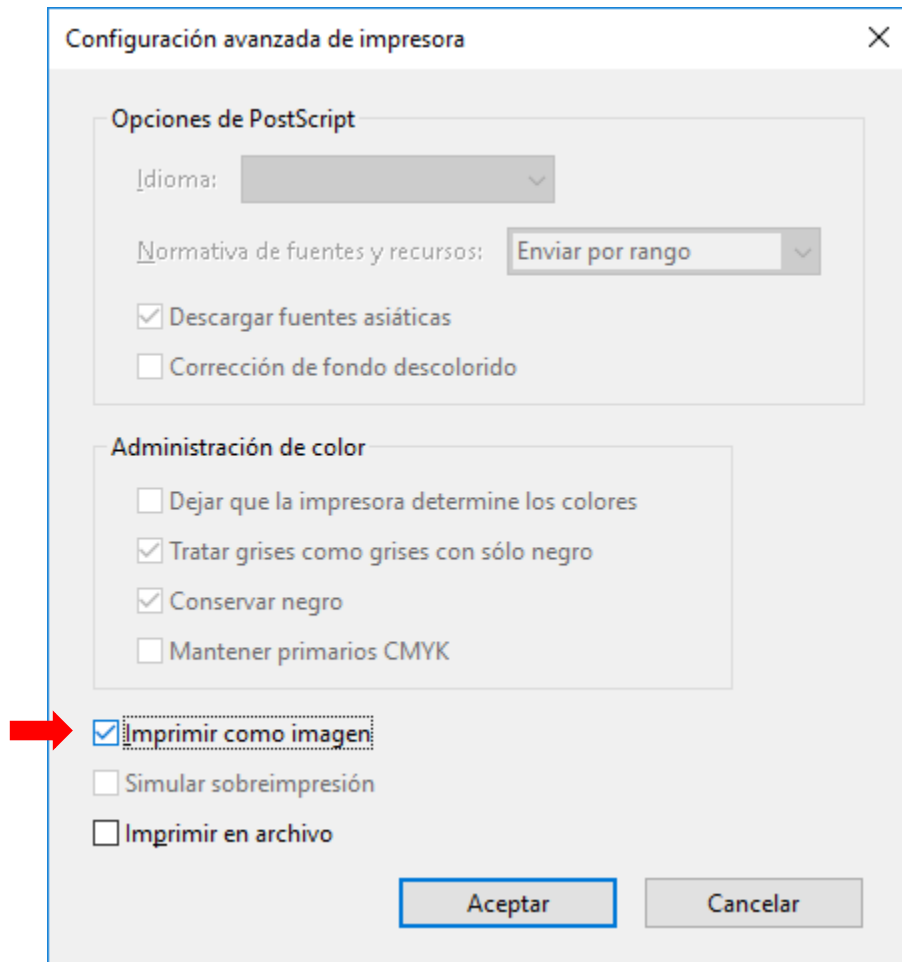 Configuración avanzada de impresora
Opciones de PostScript
Idioma:
Normativa de fuentes y recursos: Enviar por rango
Descargar fuentes asiáticas
Corrección de fondo descolorido
Administración de color
Dejar que la impresora determine los colores
Tratar grises como grises con sólo negro
Conservar negro
Mantener primarios CMYK
Imprimir como imagen
Simular sobreimpresión
Imprimir en archivo
Aceptar Cancelar